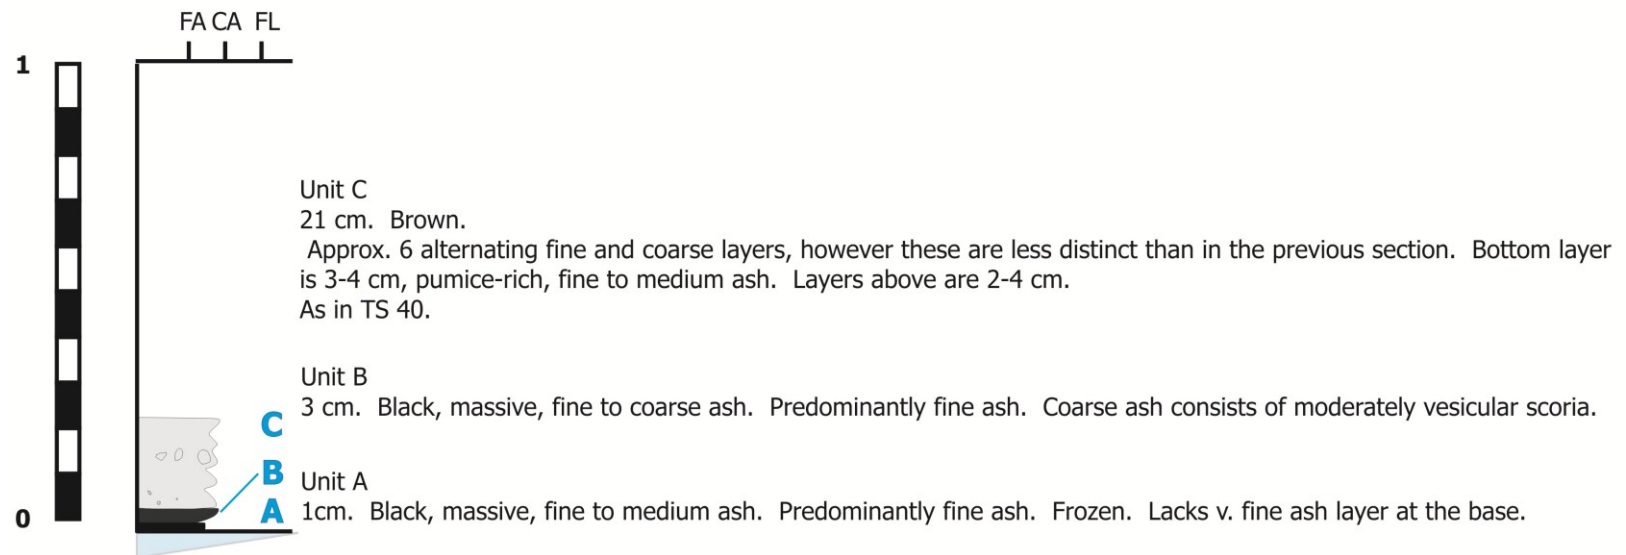 FA CA FL
1
Unit C
21 cm. Brown.
Approx. 6 alternating fine and coarse layers, however these are less distinct than in the previous section. Bottom layer
is 3-4 cm, pumice-rich, fine to medium ash. Layers above are 2-4 cm.
As in TS 40.
Unit B
3 cm. Black, massive, fine to coarse ash. Predominantly fine ash. Coarse ash consists of moderately vesicular scoria.
C
B
Unit A
A
1cm. Black, massive, fine to medium ash. Predominantly fine ash. Frozen. Lacks v. fine ash layer at the base.
0